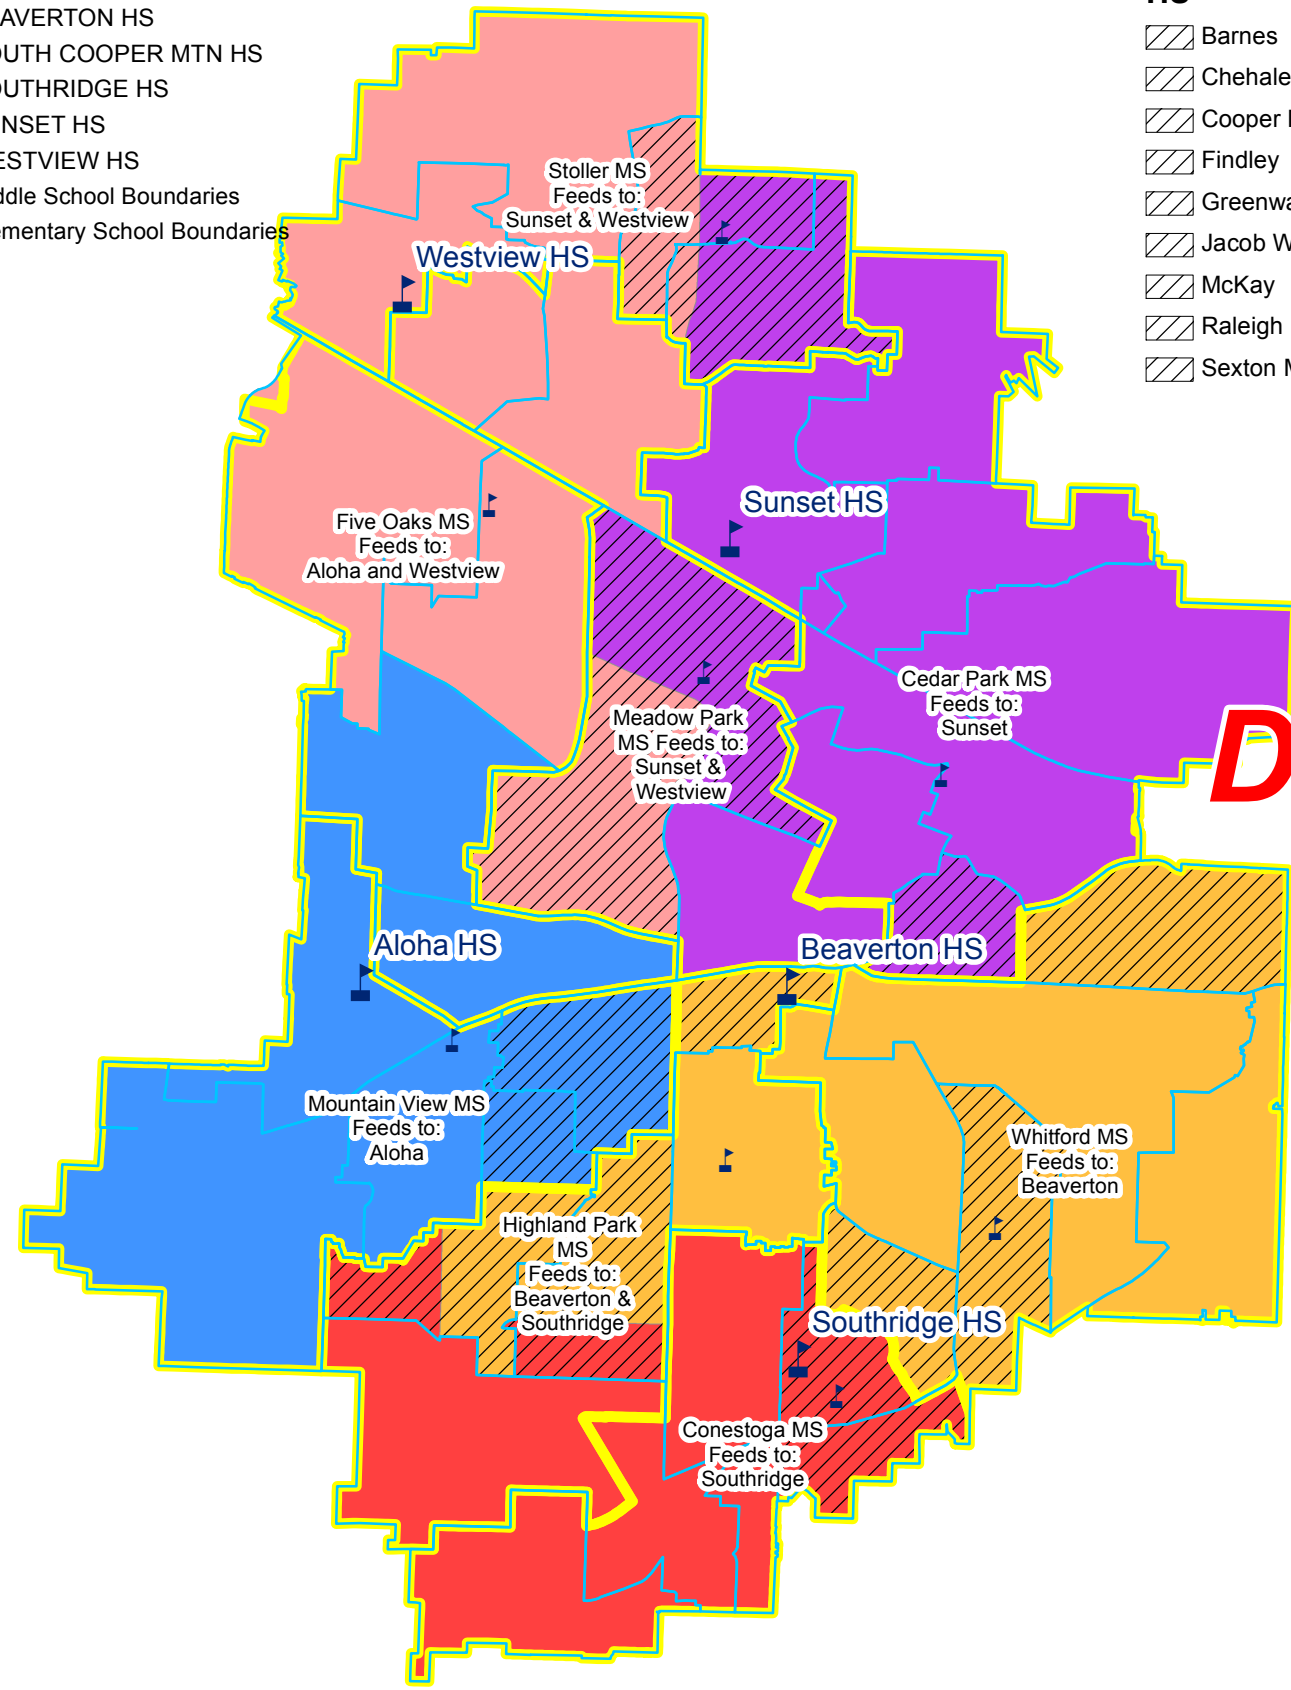 AVERTON HS
OUTH COOPER MTN HS
OUTHRIDGE HS
NSET HS
ESTVIEW HS
ddle School Boundaries
ementary School Boundaries
Barnes
Chehale
Cooper
Findley
Greenwa
Jacob W
McKay
Raleigh
Sexton M
Stoller MS
Feeds to:
Sunset & Westview
Westview HS
Sunset HS
Five Oaks MS
Feeds to:
Aloha and Westview
Cedar Park MS
Feeds to:
Sunset
Meadow Park
MS Feeds to:
Sunset &
Westview
D
Aloha HS
Beaverton HS
Mountain View MS
Feeds to:
Aloha
Whitford MS
Feeds to:
Beaverton
Highland Park
MS
Feeds to:
Beaverton &
Southridge
Southridge HS
Conestoga MS
Feeds to:
Southridge